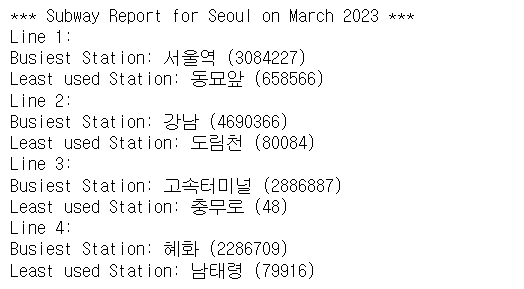 *** Subway Report for Seoul on March 2023 ***
Line 1:
Busiest Station: 서울역 (3084227)
Least used Station: 동묘앞 (658566)
Line 2:
Busiest Station: 강남 (4690366)
Least used Station: 도림천 (80084)
Line 3:
Busiest Station: 고속터미널 (2886887)
Least used Station: 충무로 (48)
Line 4:
Busiest Station: 혜화 (2286709)
Least used Station: 남태령 (79916)